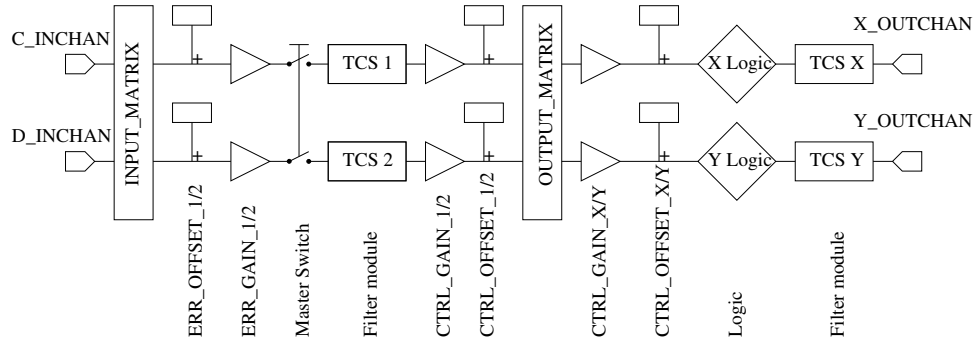 C_INCHAN
X_OUTCHAN
TCS 1
X Logic
TCS X
D_INCHAN
Y_OUTCHAN
TCS 2
Y Logic
TCS Y
INPUT_MATRIX
OUTPUT_MATRIX
+
+
+
+
+
+
ERR_OFFSET_1/2
ERR_GAIN_1/2
Master Switch
Filter module
CTRL_GAIN_1/2
CTRL_OFFSET_1/2
CTRL_GAIN_X/Y
CTRL_OFFSET_X/Y
Logic
Filter module